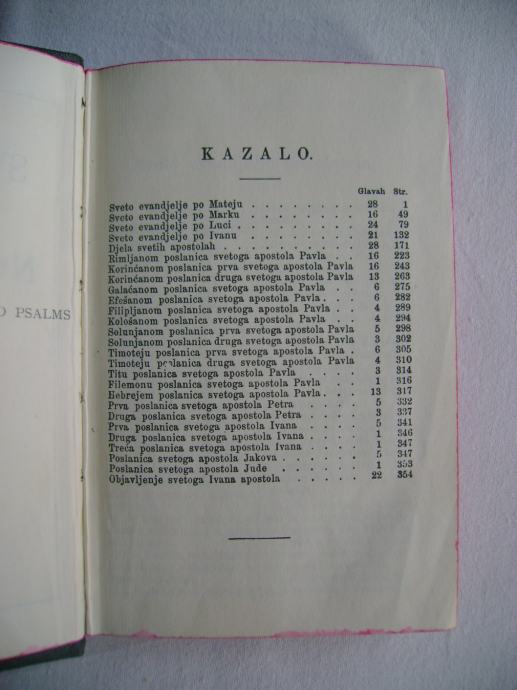 D PSALMS
KAZALO.
Glavah Str.
Sveto evandjelje po Mateju . . . . . . . . 28 1
Sveto evandjelje po Marku . . . . . . . . 16 49
Sveto evandjelje po Luci . . . . . . . . . 24 79
Sveto evandjelje po Ivanu . . . . . . . . 21 132
Djela svetih apostolah . . . . . . . . . . 28 171
Rimljanom poslanica svetoga apostola Pavla . . 16 223
Korinćanom poslanica prva svetoga apostola Pavla 16 243
Korinćanom poslanica druga svetoga apostola Pavla 13 263
Galaćanom poslanica svetoga apostola Pavla . . 6 275
Efešanom poslanica svetoga apostola Pavla . . . 6 282
Filipljanom poslanica svetoga apostola Pavla . . 4 289
Kološanom poslanica svetoga apostola Pavla . . 4 294
Solunjanom poslanica prva svetoga apostola Pavla 5 298
Solunjanom poslanica druga svetoga apostola Pavla 3 302
Timoteju poslanica prva svetoga apostola Pavla . 6 305
Timoteju poslanica druga svetoga apostola Pavla 4 310
Titu poslanica svetoga apostola Pavla . . . . 3 314
Filemonu poslanica svetoga apostola Pavla . . 1 316
Hebrejem poslanica svetoga apostola Pavla . . . 13 317
Prva poslanica svetoga apostola Petra . . . . 5 332
Druga poslanica svetoga apostola Petra . . . . 3 337
Prva poslanica svetoga apostola Ivana . . . . 5 341
Druga poslanica svetoga apostola Ivana . . . . 1 346
Treća poslanica svetoga apostola Ivana . . . . 1 347
Poslanica svetoga apostola Jakova . . . . . . 5 347
Poslanica svetoga apostola Jude . . . . . . 1 353
Objavljenje svetoga Ivana apostola . . . . . 22 354